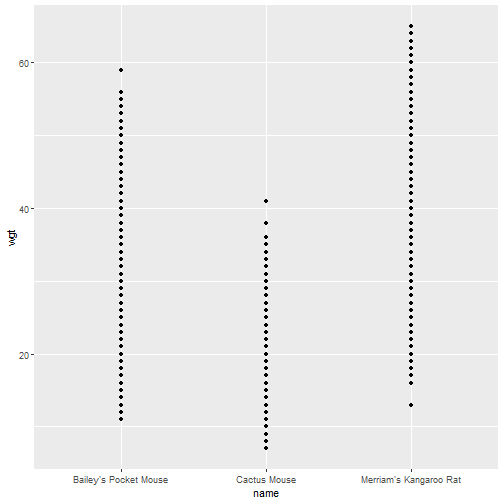 60
40
20
wgt
Bailey's Pocket Mouse
Cactus Mouse
Merriam's Kangaroo Rat
name